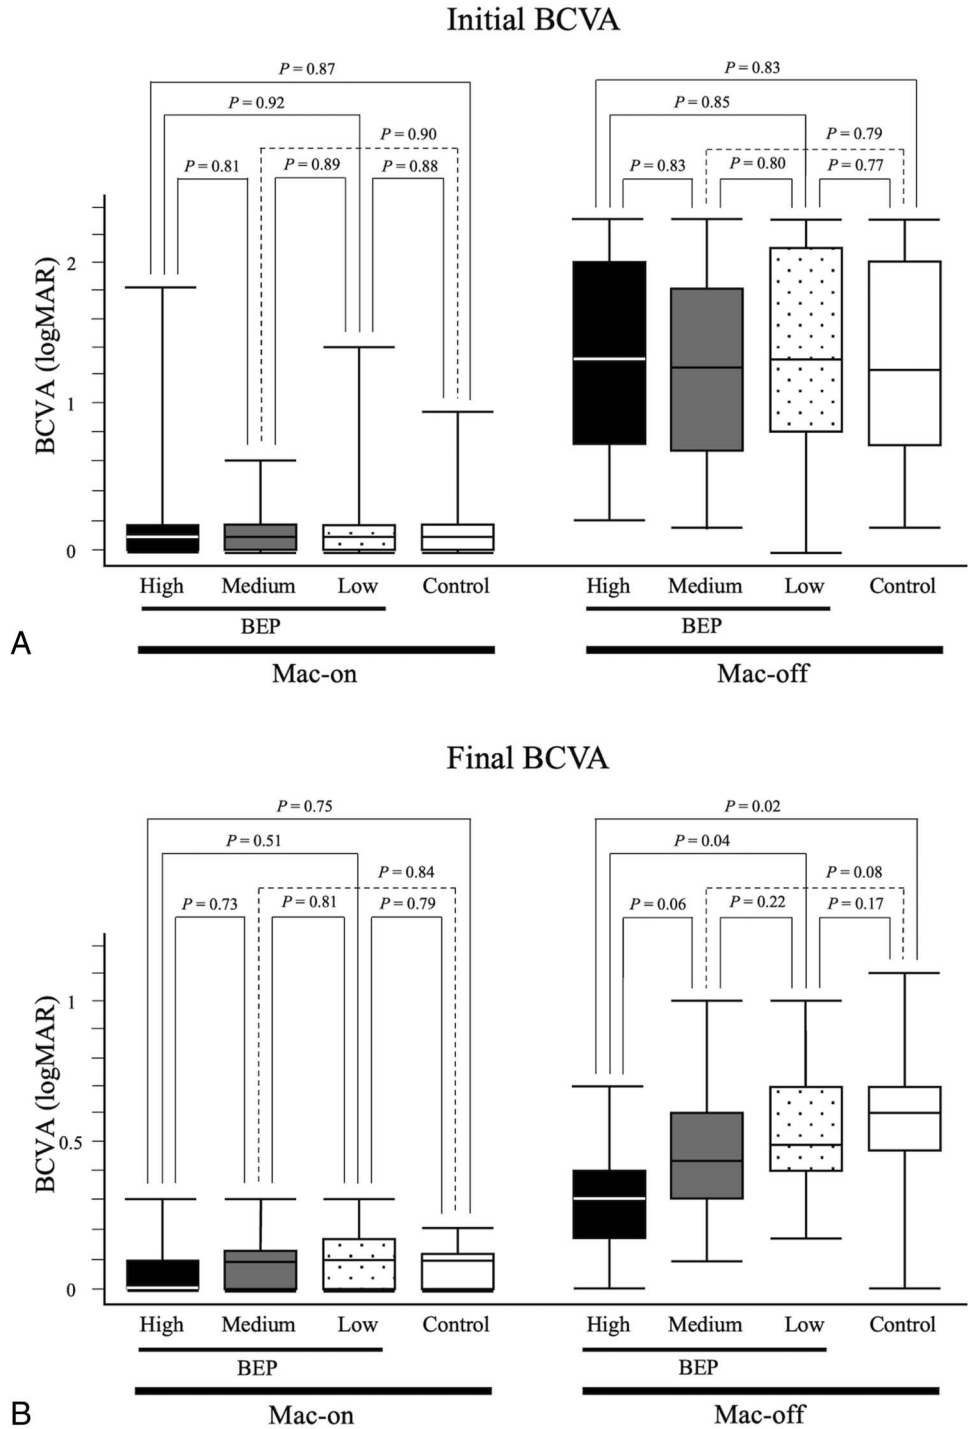 Initial BCVA
P = 0.87
P = 0.83
P = 0.92
P = 0.85
P = 0.90
P = 0.79
P = 0.81
P = 0.89
P = 0.88
P = 0.83
P = 0.80
P = 0.77
BCVA (logMAR)
2
1
0
High Medium Low Control
High Medium Low Control
BEP
BEP
A
Mac-on
Mac-off
Final BCVA
P = 0.75
P = 0.02
P = 0.51
P = 0.04
P = 0.84
P = 0.08
P = 0.73
P = 0.81
P = 0.79
P = 0.06
P = 0.22
P = 0.17
BCVA (logMAR)
1
0.5
0
High Medium Low Control
High Medium Low Control
BEP
BEP
B
Mac-on
Mac-off